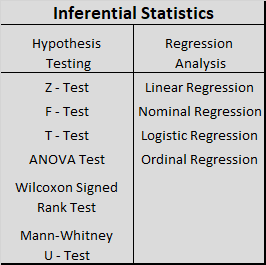 Inferential Statistics
Hypothesis
Testing
Regression
Analysis
Z - Test
Linear Regression
F - Test
Nominal Regression
T - Test
Logistic Regression
ANOVA Test
Ordinal Regression
Wilcoxon Signed
Rank Test
Mann-Whitney
U - Test